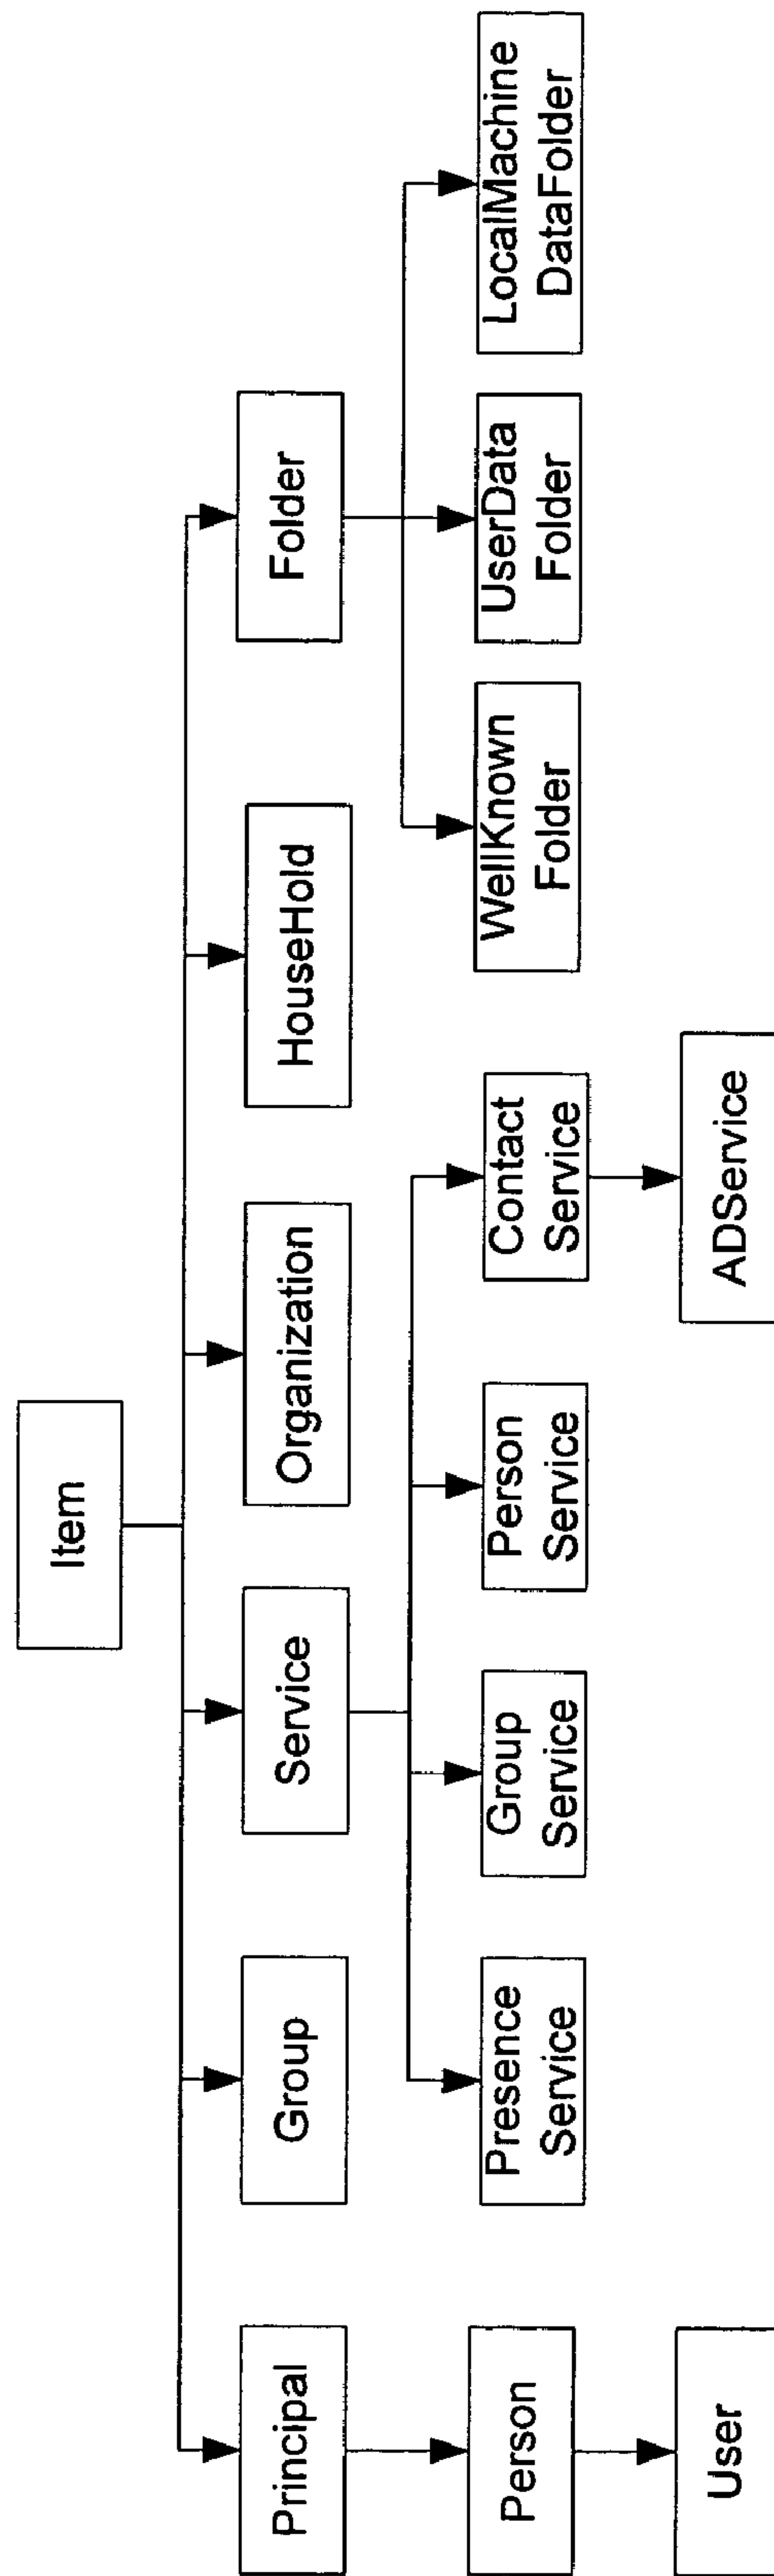 Item
Principal
Group
Service
Organization
HouseHold
Folder
Person
Presence
Service
Group
Service
Person
Service
Contact
Service
WellKnown
Folder
UserData
Folder
LocalMachine
DataFolder
User
ADService